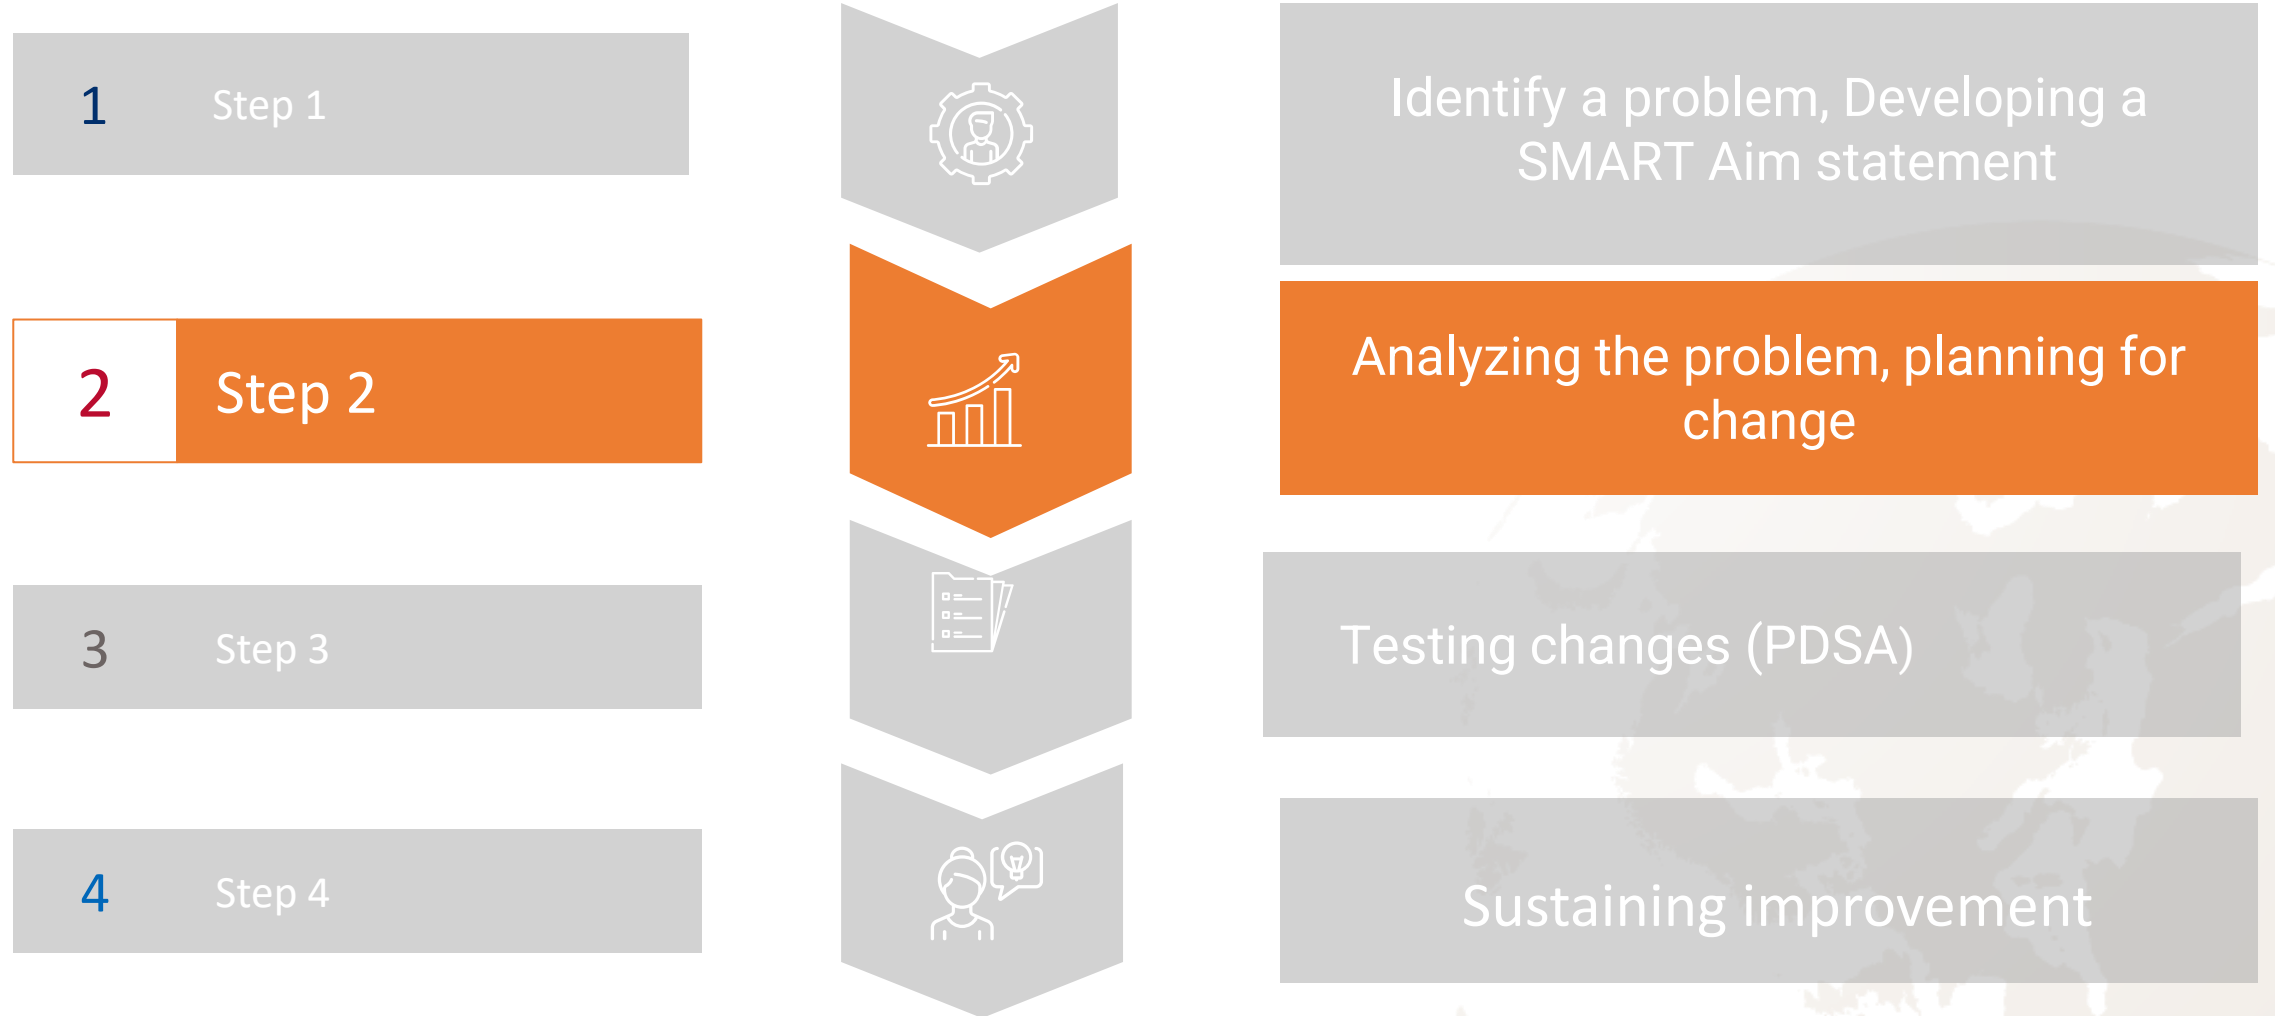 1
Step 1
Identify a problem, Developing a
SMART Aim statement
2
Step 2
Analyzing the problem, planning for
change
3
Step 3
Testing changes (PDSA)
4
Step 4
Sustaining improvement